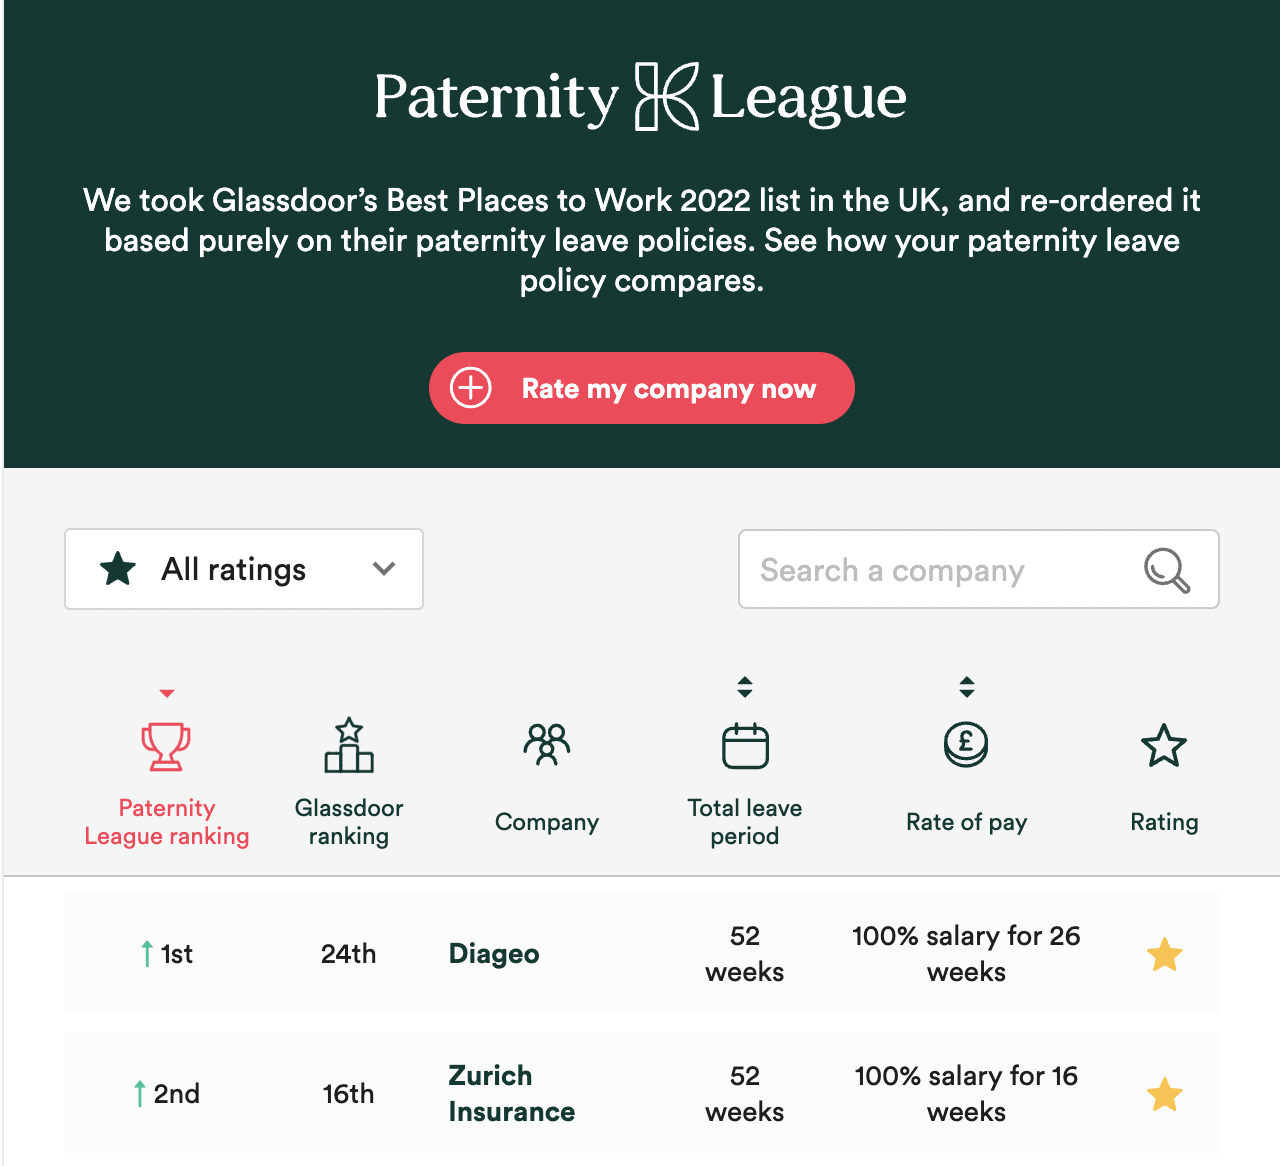 Paternity League
We took Glassdoor’s Best Places to Work 2022 list in the UK, and re-ordered it
based purely on their paternity leave policies. See how your paternity leave
policy compares.
Rate my company now
All ratings
Search a company
£
Paternity
League ranking
Glassdoor
ranking
Company
Total leave
period
Rate of pay
Rating
1st
24th
Diageo
52
weeks
100% salary for 26
weeks
2nd
16th
Zurich
Insurance
52
weeks
100% salary for 16
weeks